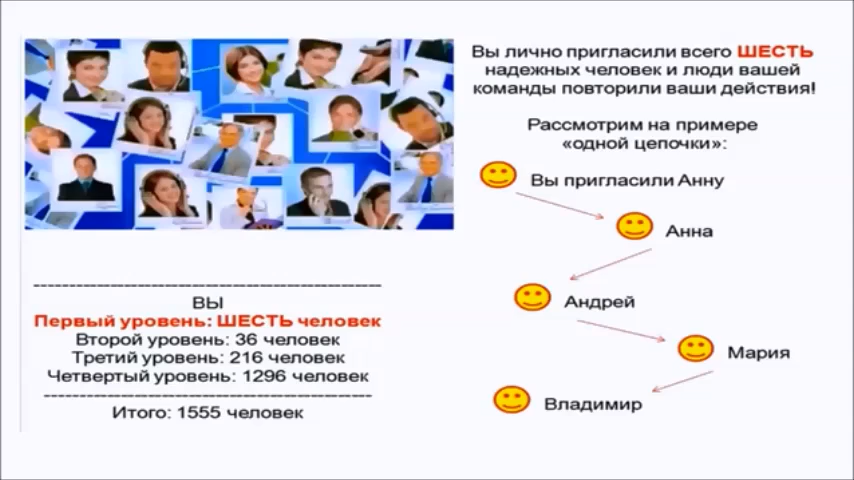 Вы лично пригласили всего ШЕСТЬ
надежных человек и люди вашей
команды повторили ваши действия!
Рассмотрим на примере
«одной цепочки»:
Вы пригласили Анну
Анна
Андрей
Мария
Владимир
-------------------------------------------------
ВЫ
Первый уровень: ШЕСТЬ человек
Второй уровень: 36 человек
Третий уровень: 216 человек
Четвертый уровень: 1296 человек
----------------------------------------------
Итого: 1555 человек